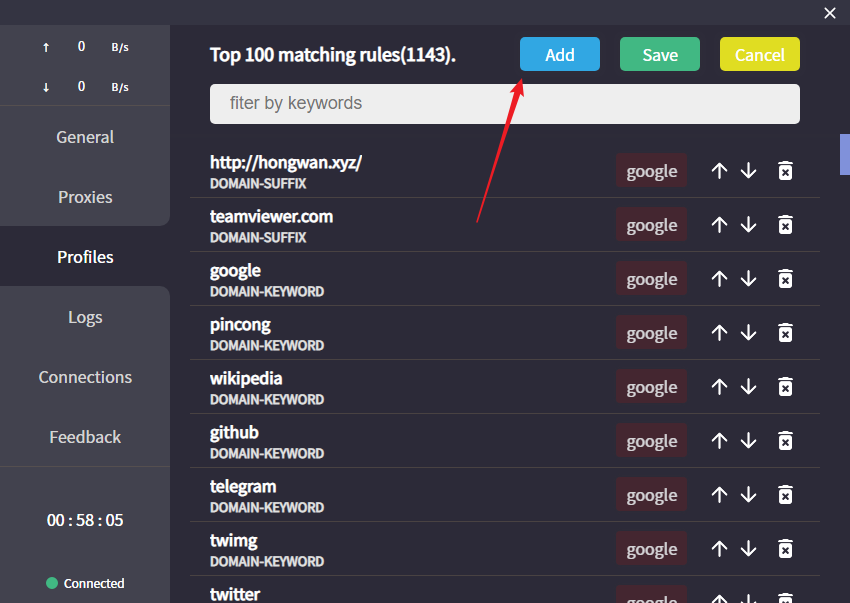 ↑ 0 B/s
↓ 0 B/s
General
Proxies
Profiles
Logs
Connections
Feedback
00 : 58 : 05
Connected
Top 100 matching rules(1143).
Add
Save
Cancel
fiter by keywords
http://hongwan.xyz/
DOMAIN-SUFFIX
google
teamviewer.com
DOMAIN-SUFFIX
google
google
DOMAIN-KEYWORD
google
pincong
DOMAIN-KEYWORD
google
wikipedia
DOMAIN-KEYWORD
google
github
DOMAIN-KEYWORD
google
telegram
DOMAIN-KEYWORD
google
twimg
DOMAIN-KEYWORD
google
twitter
google